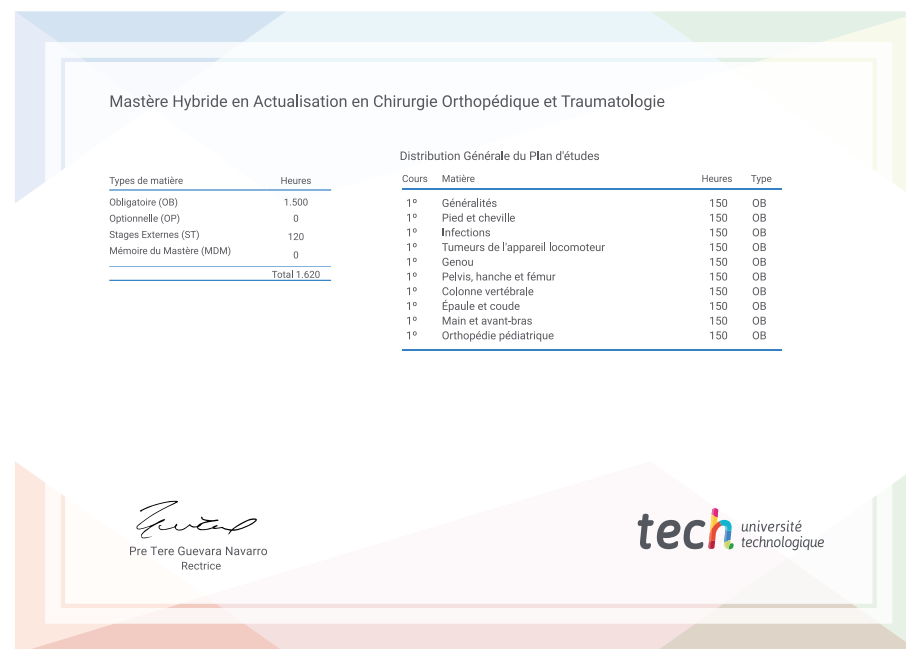 Mastère Hybride en Actualisation en Chirurgie Orthopédique et Traumatologie
Types de matière Heures
Obligatoire (OB) 1.500
Optionnelle (OP) 0
Stages Externes (ST) 120
Mémoire du Mastère (MDM) 0
Total 1.620
Distribution Générale du Plan d'études
Cours Matière Heures Type
1º Généralités 150 OB
1º Pied et cheville 150 OB
1º Infections 150 OB
1º Tumeurs de l'appareil locomoteur 150 OB
1º Genou 150 OB
1º Pelvis, hanche et fémur 150 OB
1º Colonne vertébrale 150 OB
1º Épaule et coude 150 OB
1º Main et avant-bras 150 OB
1º Orthopédie pédiatrique 150 OB
Pre Tere Guevara Navarro
Rectrice
tech université
technologique